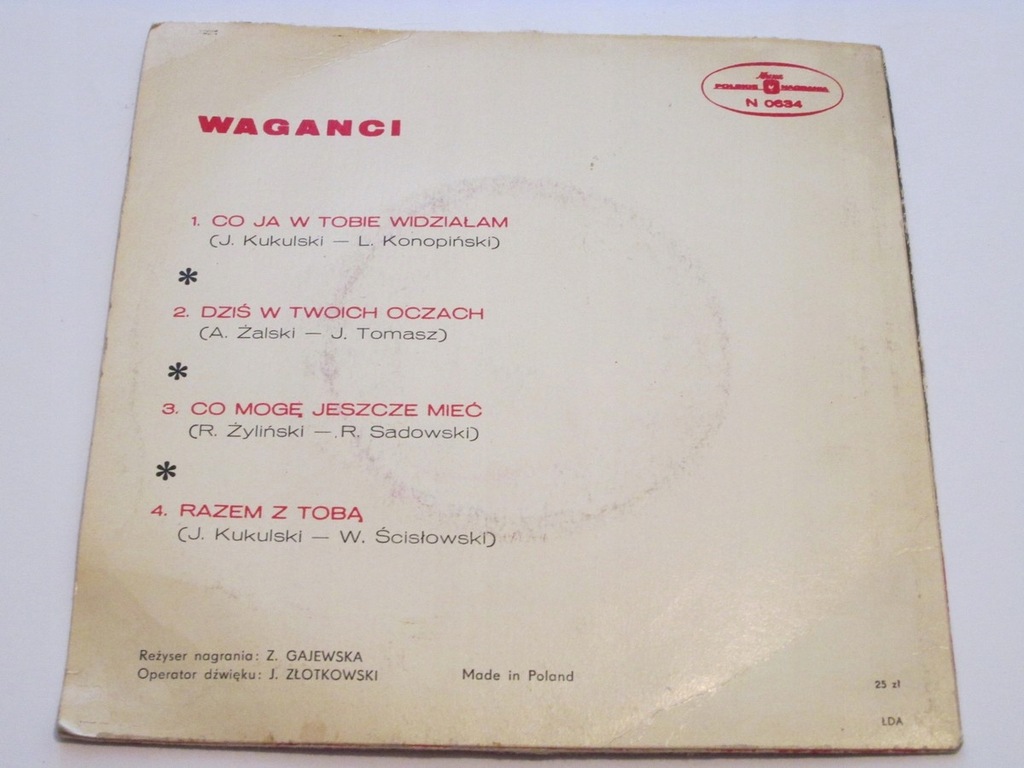 Muza
POLSKIE NAGRANIA
N 0634
WAGANCI
1. CO JA W TOBIE WIDZIAŁAM
(J. Kukulski — L. Konopiński)
*
2. DZIŚ W TWOICH OCZACH
(A. Żalski — J. Tomasz)
*
3. CO MOGĘ JESZCZE MIEĆ
(R. Żyliński — R. Sadowski)
*
4. RAZEM Z TOBĄ
(J. Kukulski — W. Ścisłowski)
Reżyser nagrania: Z. GAJEWSKA
Operator dźwięku: J. ZŁOTKOWSKI
Made in Poland
25 zł
ŁDA